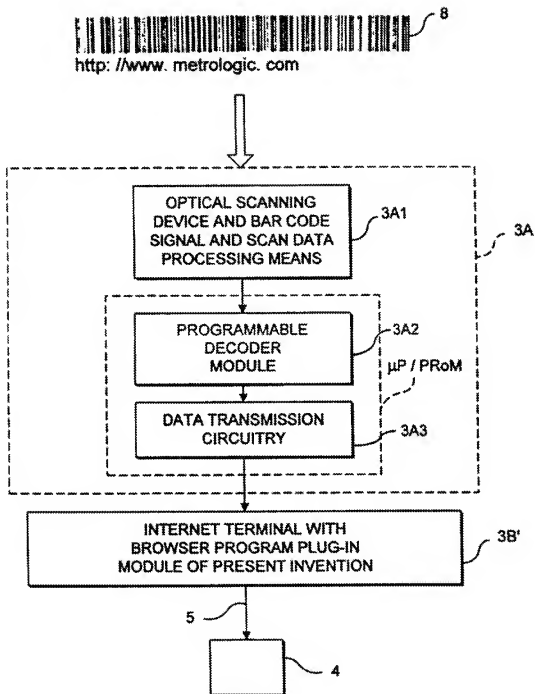 8
http: //www. metrologic. com
OPTICAL SCANNING
DEVICE AND BAR CODE
SIGNAL AND SCAN DATA
PROCESSING MEANS
3A1
3A
PROGRAMMABLE
DECODER
MODULE
3A2
µP / PRoM
DATA TRANSMISSION
CIRCUITRY
3A3
INTERNET TERMINAL WITH
BROWSER PROGRAM PLUG-IN
MODULE OF PRESENT INVENTION
3B'
5
4